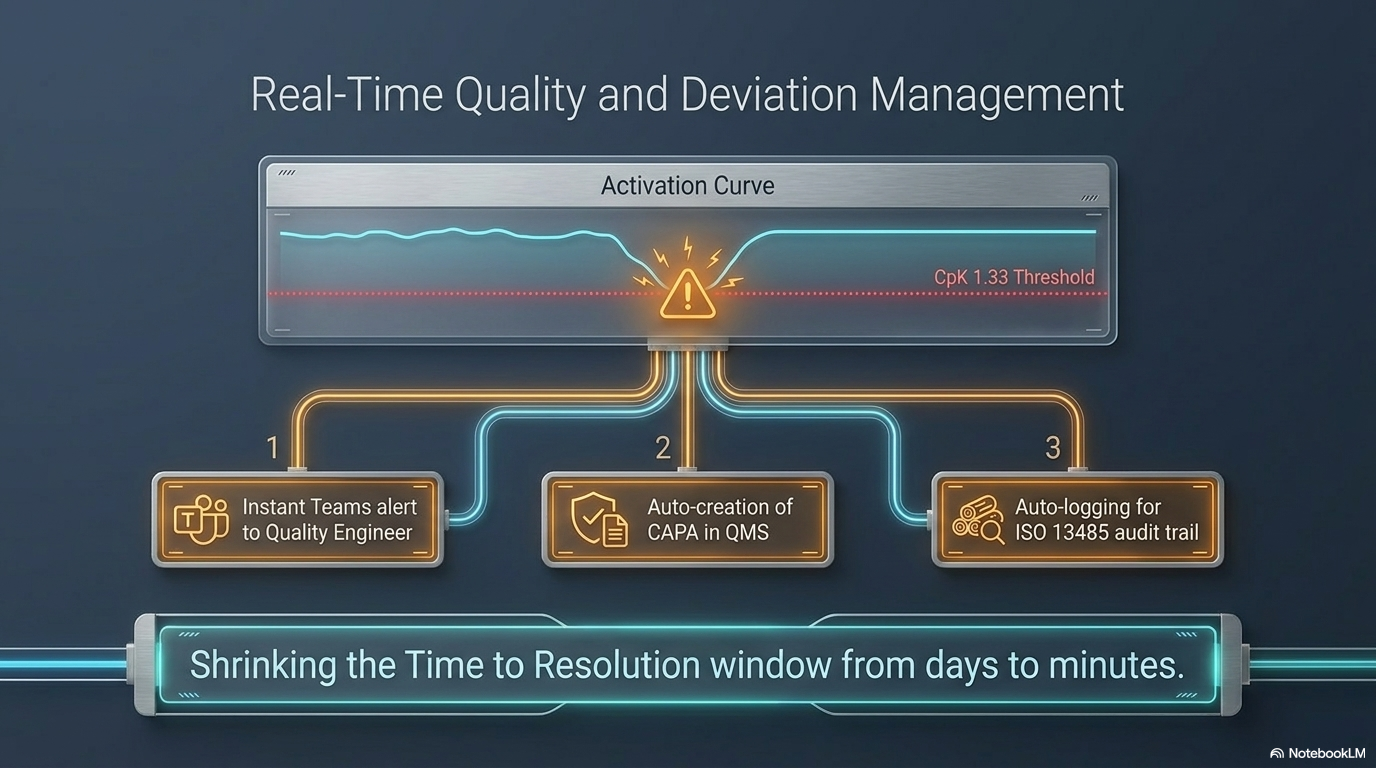 Real-Time Quality and Deviation Management
Activation Curve
CpK 1.33 Threshold
1
Instant Teams alert
to Quality Engineer
2
Auto-creation of
CAPA in QMS
3
Auto-logging for
ISO 13485 audit trail
Shrinking the Time to Resolution window from days to minutes.
NotebookLM